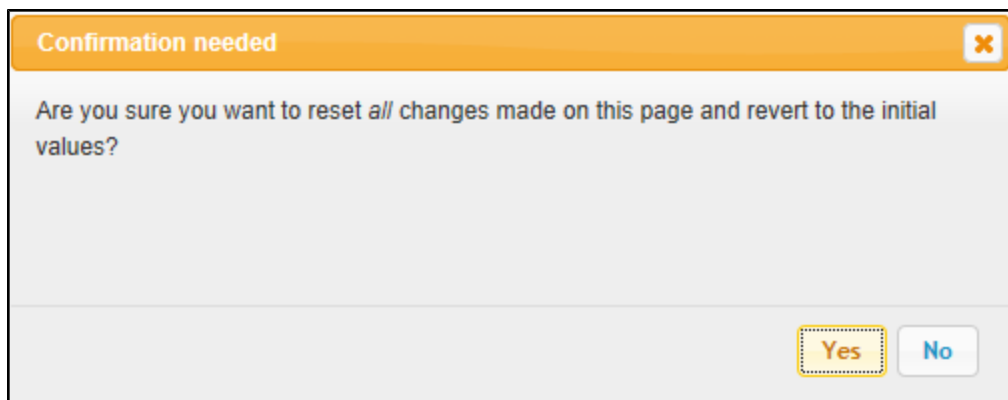 Confirmation needed
Are you sure you want to reset all changes made on this page and revert to the initial
values?
Yes
No